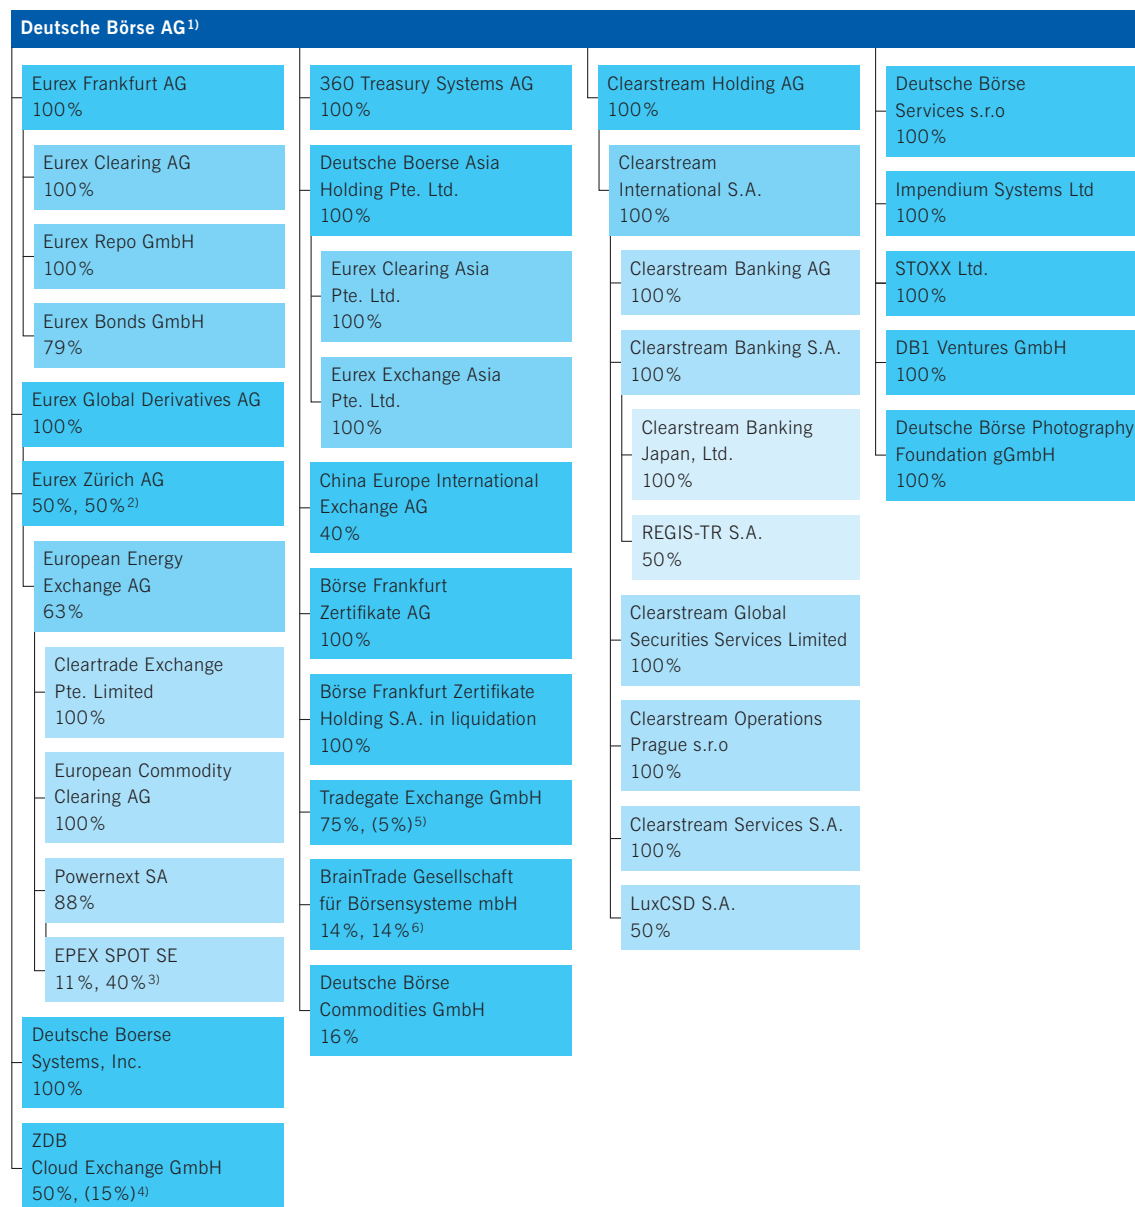 Deutsche Börse AG1)
Eurex Frankfurt AG
100%
Eurex Clearing AG
100%
Eurex Repo GmbH
100%
Eurex Bonds GmbH
79%
Eurex Global Derivatives AG
100%
Eurex Zürich AG
50%, 50%2)
European Energy
Exchange AG
63%
Cleartrade Exchange
Pte. Limited
100%
European Commodity
Clearing AG
100%
Powernext SA
88%
EPEX SPOT SE
11%, 40%3)
Deutsche Boerse
Systems, Inc.
100%
ZDB
Cloud Exchange GmbH
50%, (15%)4)
360 Treasury Systems AG
100%
Deutsche Boerse Asia
Holding Pte. Ltd.
100%
Eurex Clearing Asia
Pte. Ltd.
100%
Eurex Exchange Asia
Pte. Ltd.
100%
China Europe International
Exchange AG
40%
Börse Frankfurt
Zertifikate AG
100%
Börse Frankfurt Zertifikate
Holding S.A. in liquidation
100%
Tradegate Exchange GmbH
75%, (5%)5)
BrainTrade Gesellschaft
für Börsensysteme mbH
14%, 14%6)
Deutsche Börse
Commodities GmbH
16%
Clearstream Holding AG
100%
Clearstream
International S.A.
100%
Clearstream Banking AG
100%
Clearstream Banking S.A.
100%
Clearstream Banking
Japan, Ltd.
100%
REGIS-TR S.A.
50%
Clearstream Global
Securities Services Limited
100%
Clearstream Operations
Prague s.r.o
100%
Clearstream Services S.A.
100%
LuxCSD S.A.
50%
Deutsche Börse
Services s.r.o
100%
Impendium Systems Ltd
100%
STOXX Ltd.
100%
DB1 Ventures GmbH
100%
Deutsche Börse Photography
Foundation gGmbH
100%